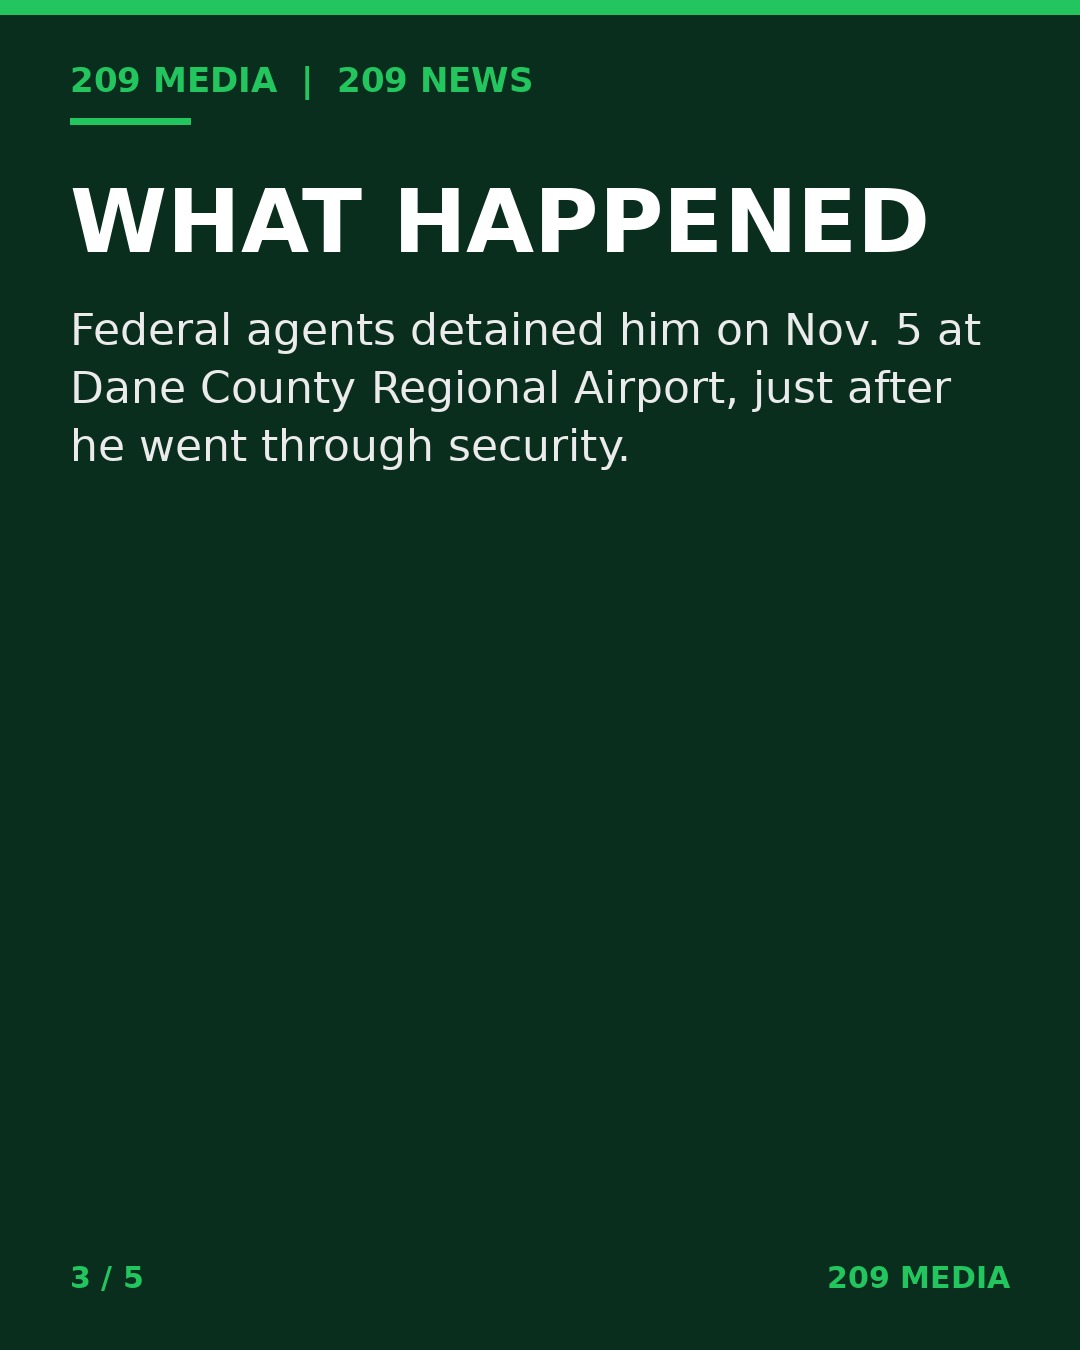 209 MEDIA | 209 NEWS
WHAT HAPPENED
Federal agents detained him on Nov. 5 at
Dane County Regional Airport, just after
he went through security.
3 / 5
209 MEDIA